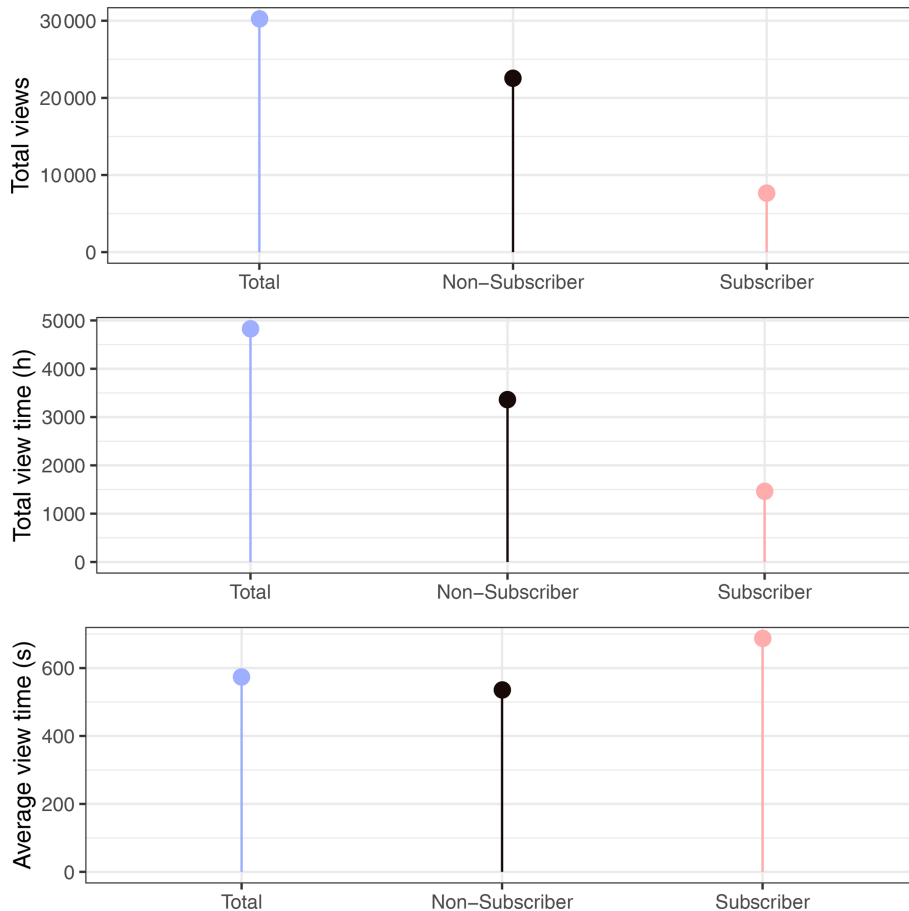 Total views
30000
20000
10000
0
Total Non−Subscriber Subscriber
Total view time (h)
5000
4000
3000
2000
1000
0
Total Non−Subscriber Subscriber
Average view time (s)
600
400
200
0
Total Non−Subscriber Subscriber